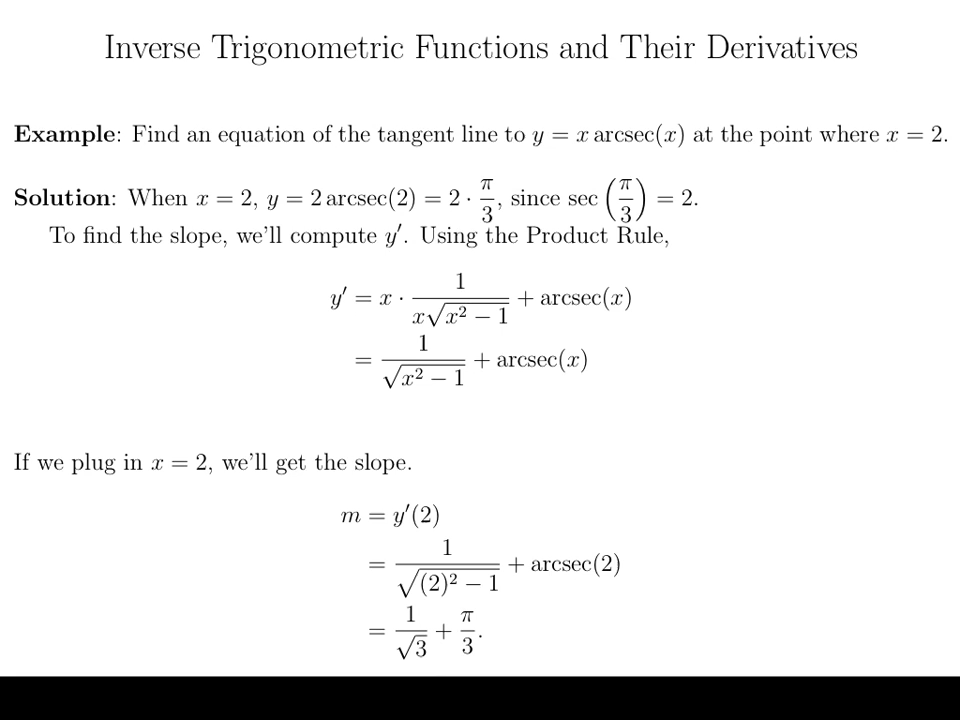 Inverse Trigonometric Functions and Their Derivatives
Example: Find an equation of the tangent line to y = x arcsec(x) at the point where x = 2.
Solution: When x = 2, y = 2 arcsec(2) = 2 · π/3, since sec(π/3) = 2.
To find the slope, we'll compute y′. Using the Product Rule,
y′ = x · 1/(x√(x² − 1)) + arcsec(x)
= 1/√(x² − 1) + arcsec(x)
If we plug in x = 2, we'll get the slope.
m = y′(2)
= 1/√((2)² − 1) + arcsec(2)
= 1/√3 + π/3.